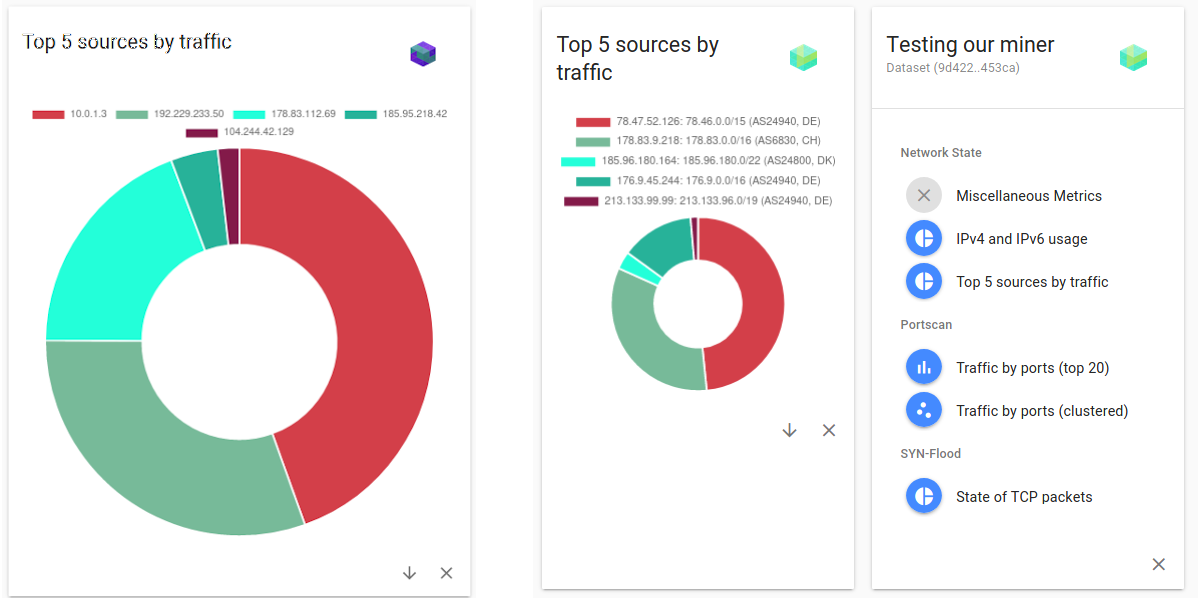 Top 5 sources by traffic
10.0.1.3 192.229.233.50 178.83.112.69 185.95.218.42
104.244.42.129
Top 5 sources by
traffic
78.47.52.126: 78.46.0.0/15 (AS24940, DE)
178.83.9.218: 178.83.0.0/16 (AS6830, CH)
185.96.180.164: 185.96.180.0/22 (AS24800, DK)
176.9.45.244: 176.9.0.0/16 (AS24940, DE)
213.133.99.99: 213.133.96.0/19 (AS24940, DE)
Testing our miner
Dataset (9d422..453ca)
Network State
Miscellaneous Metrics
IPv4 and IPv6 usage
Top 5 sources by traffic
Portscan
Traffic by ports (top 20)
Traffic by ports (clustered)
SYN-Flood
State of TCP packets